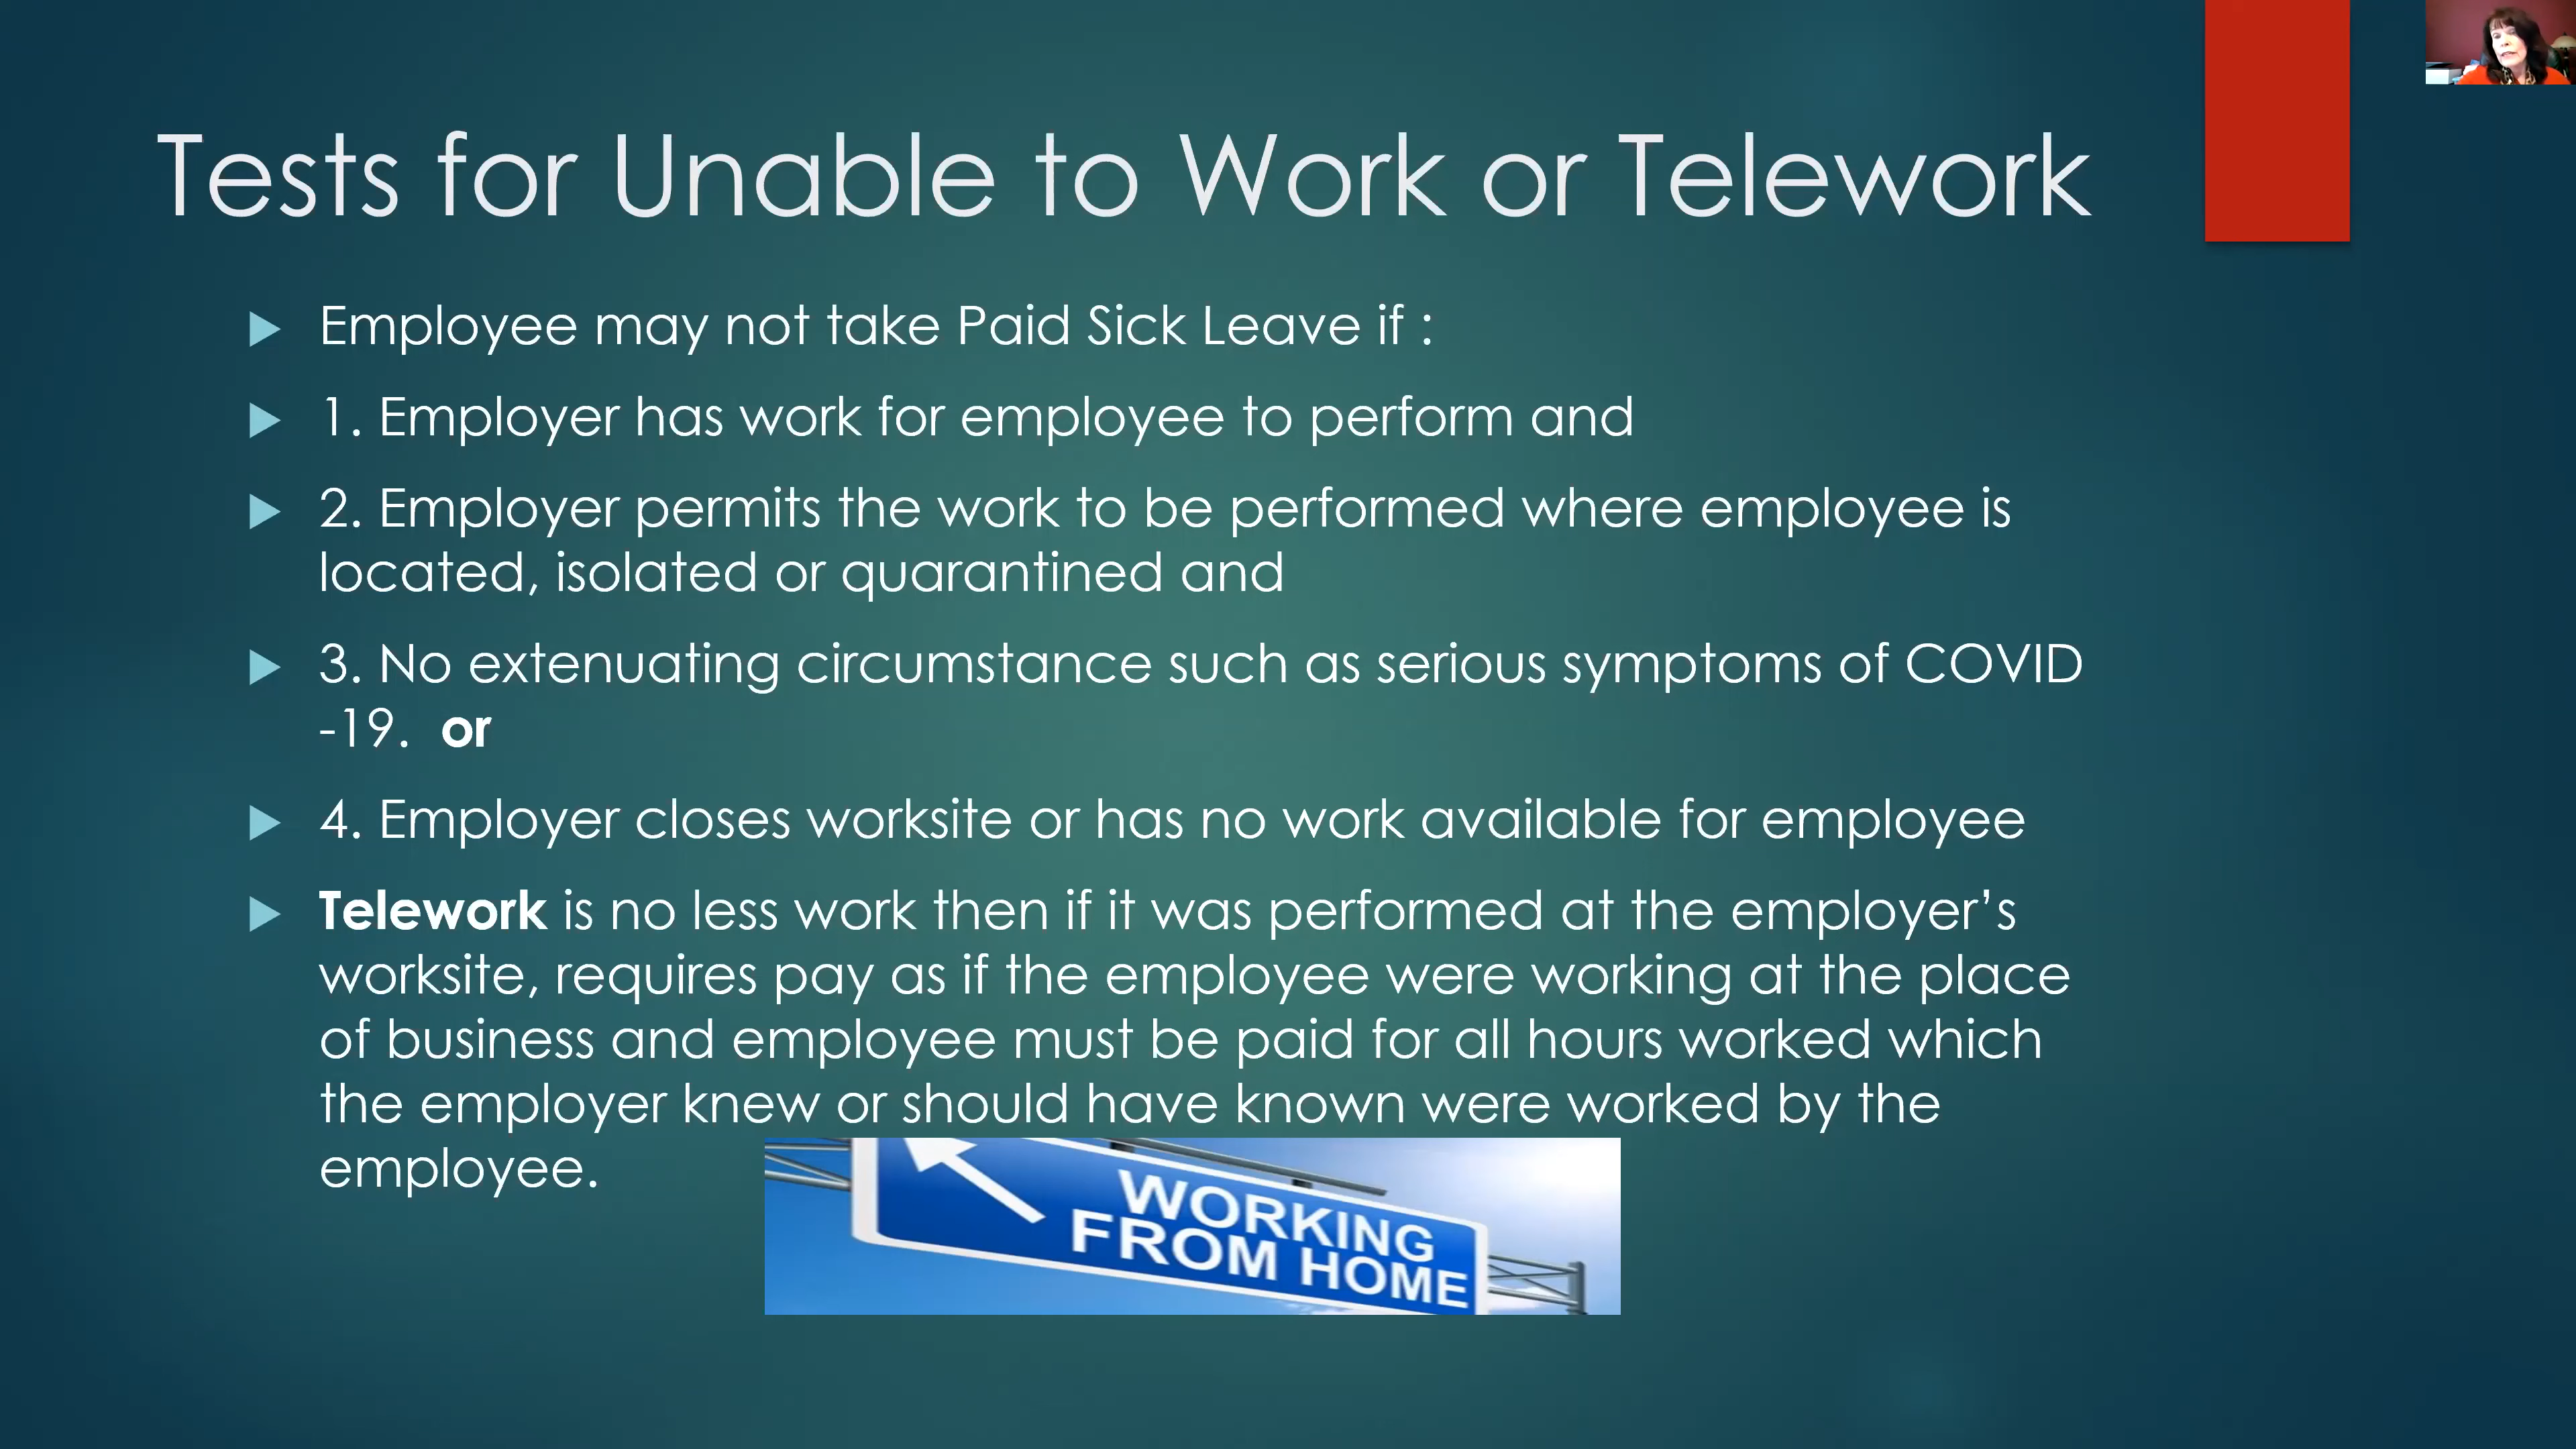 Tests for Unable to Work or Telework
Employee may not take Paid Sick Leave if :
1. Employer has work for employee to perform and
2. Employer permits the work to be performed where employee is
located, isolated or quarantined and
3. No extenuating circumstance such as serious symptoms of COVID
-19.  or
4. Employer closes worksite or has no work available for employee
Telework is no less work then if it was performed at the employer’s
worksite, requires pay as if the employee were working at the place
of business and employee must be paid for all hours worked which
the employer knew or should have known were worked by the
employee.
WORKING
FROM HOME